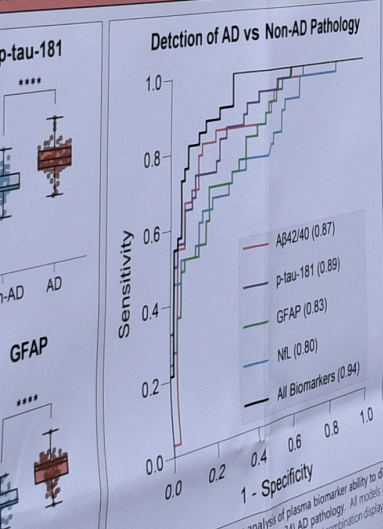 p-tau-181
****
n-AD AD
GFAP
****
Detction of AD vs Non-AD Pathology
Sensitivity
1.0
0.8
0.6
0.4
0.2
0.0
Aβ42/40 (0.87)
p-tau-181 (0.89)
GFAP (0.83)
NfL (0.80)
All Biomarkers (0.94)
0.0 0.2 0.4 0.6 0.8 1.0
1 - Specificity
analysis of plasma biomarker ability to d
AD pathology. All models
combination display